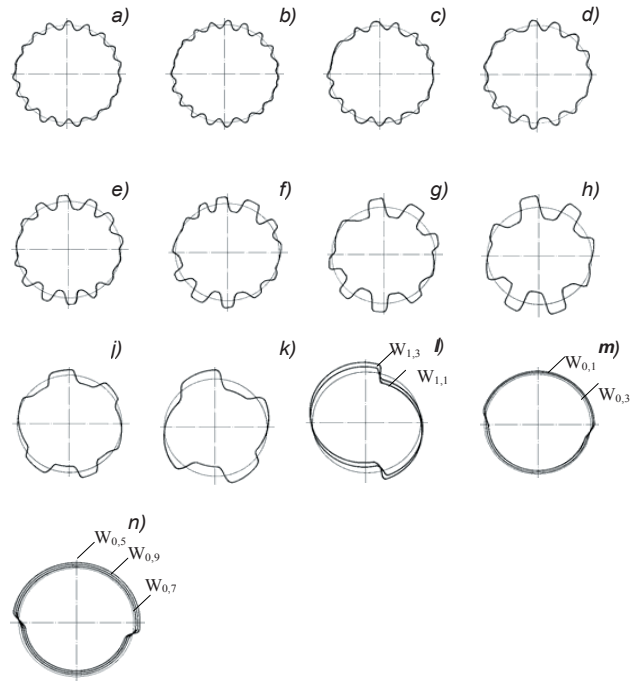 a)
b)
c)
d)
e)
f)
g)
h)
j)
k)
l)
W1,3
W1,1
m)
W0,1
W0,3
n)
W0,5
W0,9
W0,7